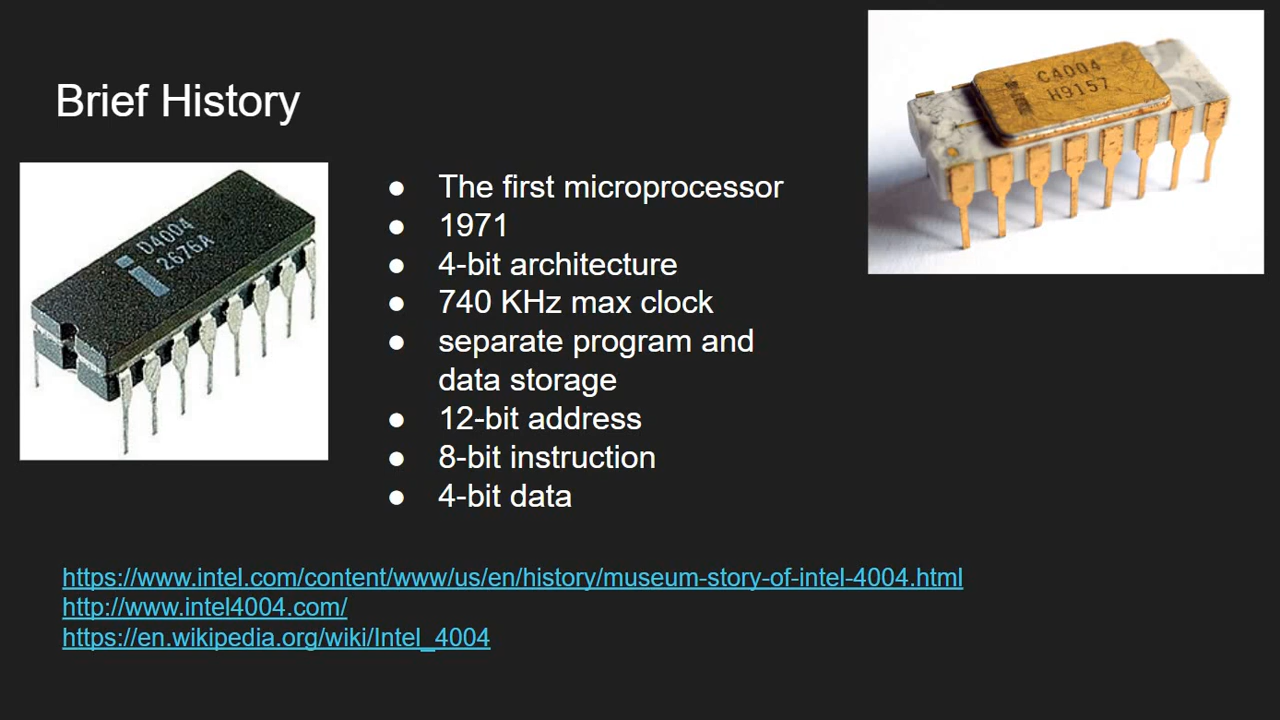 Brief History
C4004
H9157
D4004
2676A
● The first microprocessor
● 1971
● 4-bit architecture
● 740 KHz max clock
● separate program and
data storage
● 12-bit address
● 8-bit instruction
● 4-bit data
https://www.intel.com/content/www/us/en/history/museum-story-of-intel-4004.html
http://www.intel4004.com/
https://en.wikipedia.org/wiki/Intel_4004